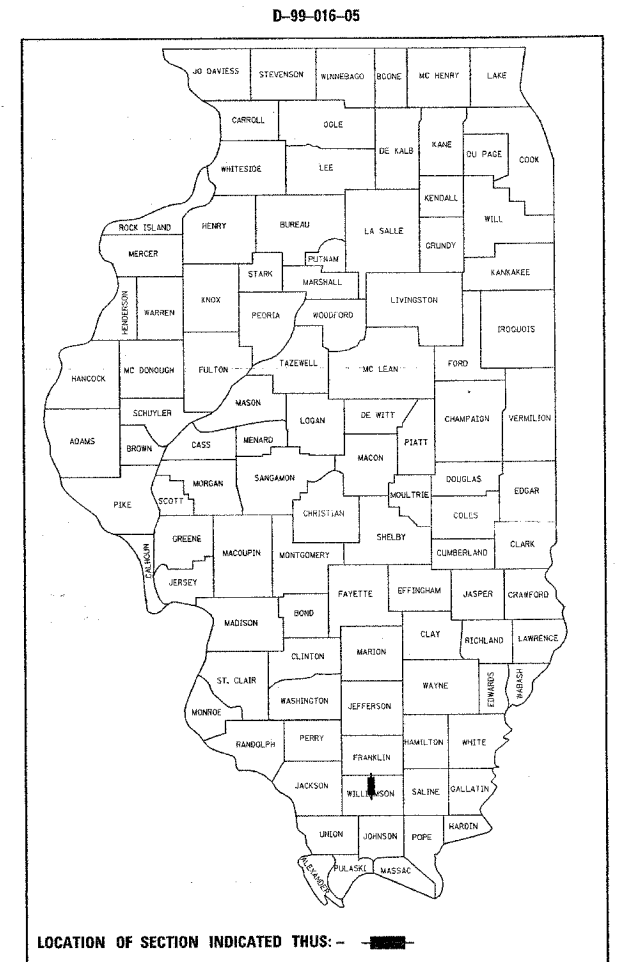 D-99-016-05
JO DAVIESS STEVENSON WINNEBAGO BOONE MC HENRY LAKE
CARROLL OGLE DE KALB KANE DU PAGE COOK
WHITESIDE LEE
KENDALL WILL
ROCK ISLAND HENRY BUREAU LA SALLE GRUNDY
MERCER PUTNAM
STARK MARSHALL KANKAKEE
HENDERSON WARREN KNOX PEORIA WOODFORD LIVINGSTON IROQUOIS
HANCOCK MC DONOUGH FULTON TAZEWELL MC LEAN FORD
SCHUYLER MASON LOGAN DE WITT CHAMPAIGN VERMILION
ADAMS BROWN CASS MENARD MACON PIATT
PIKE SCOTT MORGAN SANGAMON MOULTRIE DOUGLAS EDGAR
CHRISTIAN COLES
CALHOUN GREENE MACOUPIN MONTGOMERY SHELBY CUMBERLAND CLARK
JERSEY FAYETTE EFFINGHAM JASPER CRAWFORD
MADISON BOND
CLAY RICHLAND LAWRENCE
CLINTON MARION
ST. CLAIR WAYNE EDWARDS WABASH
MONROE WASHINGTON JEFFERSON
RANDOLPH PERRY HAMILTON WHITE
FRANKLIN
JACKSON WILLIAMSON SALINE GALLATIN
UNION JOHNSON POPE HARDIN
ALEXANDER PULASKI MASSAC
LOCATION OF SECTION INDICATED THUS: -